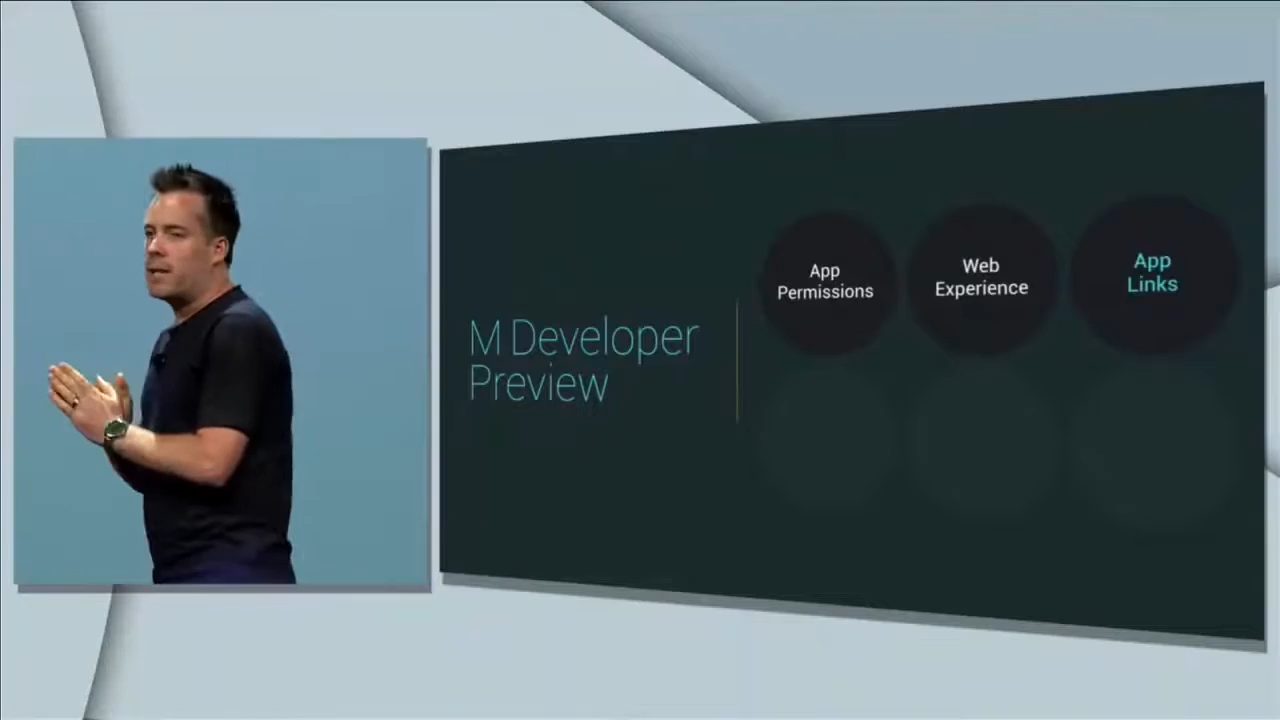 M Developer
Preview
App
Permissions
Web
Experience
App
Links